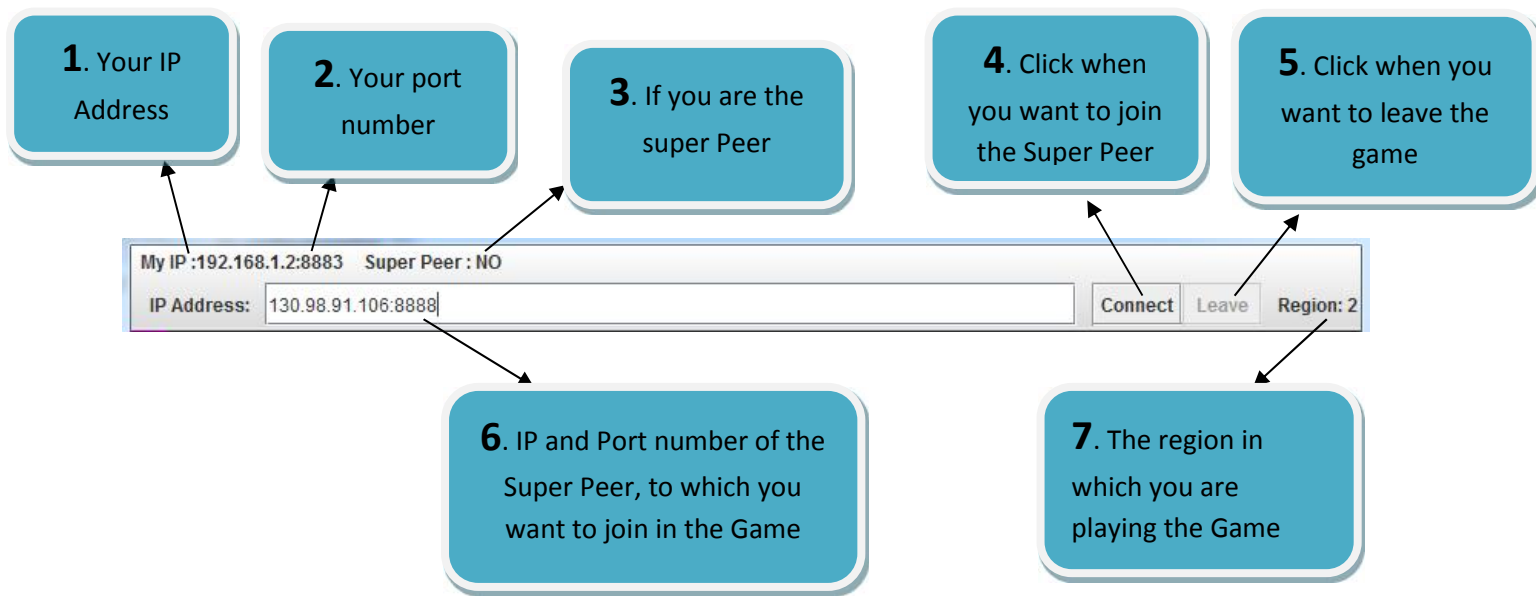 1. Your IP
Address
2. Your port
number
3. If you are the
super Peer
4. Click when
you want to join
the Super Peer
5. Click when you
want to leave the
game
My IP :192.168.1.2:8883 Super Peer : NO
IP Address: 130.98.91.106:8888 Connect Leave Region: 2
6. IP and Port number of the
Super Peer, to which you
want to join in the Game
7. The region in
which you are
playing the Game